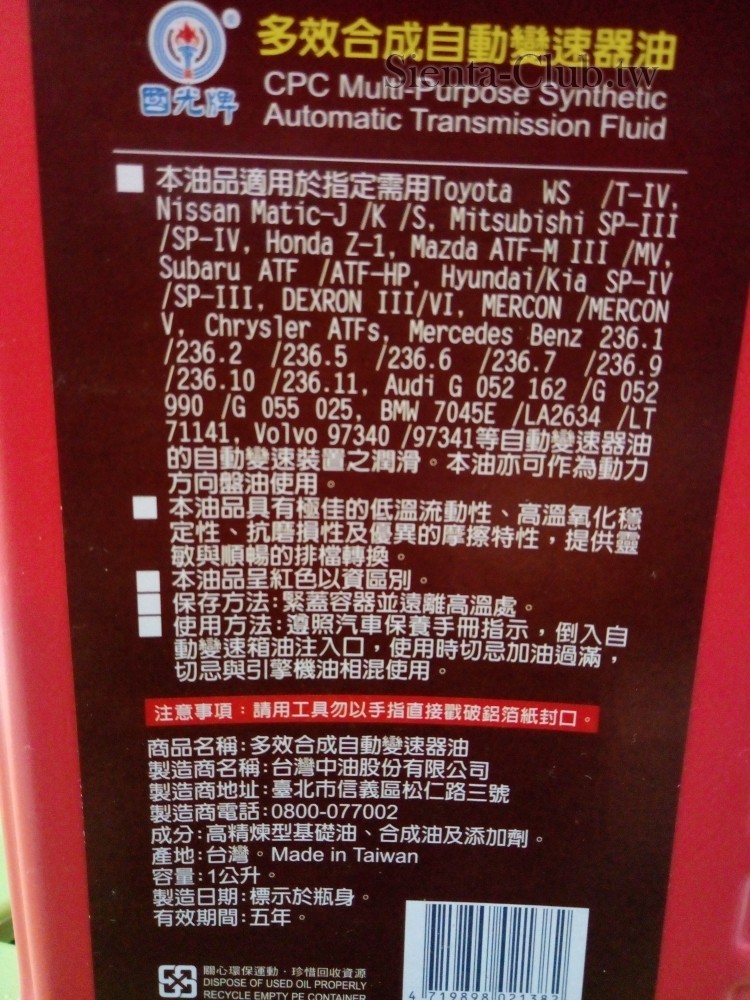 多效合成自動變速器油
Sienta-Club.tw
國光牌
CPC Multi-Purpose Synthetic
Automatic Transmission Fluid
本油品適用於指定需用Toyota WS /T-IV,
Nissan Matic-J /K /S, Mitsubishi SP-III
/SP-IV, Honda Z-1, Mazda ATF-M III /MV,
Subaru ATF /ATF-HP, Hyundai/Kia SP-IV
/SP-III, DEXRON III/VI, MERCON /MERCON
V, Chrysler ATFs, Mercedes Benz 236.1
/236.2 /236.5 /236.6 /236.7 /236.9
/236.10 /236.11, Audi G 052 162 /G 052
990 /G 055 025, BMW 7045E /LA2634 /LT
71141, Volvo 97340 /97341等自動變速器油
的自動變速裝置之潤滑。本油亦可作為動力
方向盤油使用。
本油品具有極佳的低溫流動性、高溫氧化穩
定性、抗磨損性及優異的摩擦特性，提供靈
敏與順暢的排檔轉換。
本油品呈紅色以資區別。
保存方法:緊蓋容器並遠離高溫處。
使用方法:遵照汽車保養手冊指示，倒入自
動變速箱油注入口，使用時切忌加油過滿，
切忌與引擎機油相混使用。
注意事項：請用工具勿以手指直接戳破鋁箔紙封口。
商品名稱:多效合成自動變速器油
製造商名稱:台灣中油股份有限公司
製造商地址:臺北市信義區松仁路三號
製造商電話:0800-077002
成分:高精煉型基礎油、合成油及添加劑。
產地:台灣。Made in Taiwan
容量:1公升。
製造日期:標示於瓶身。
有效期間:五年。
關心環保運動·珍惜回收資源
DISPOSE OF USED OIL PROPERLY
RECYCLE EMPTY PE CONTAINER
4 719898 021382